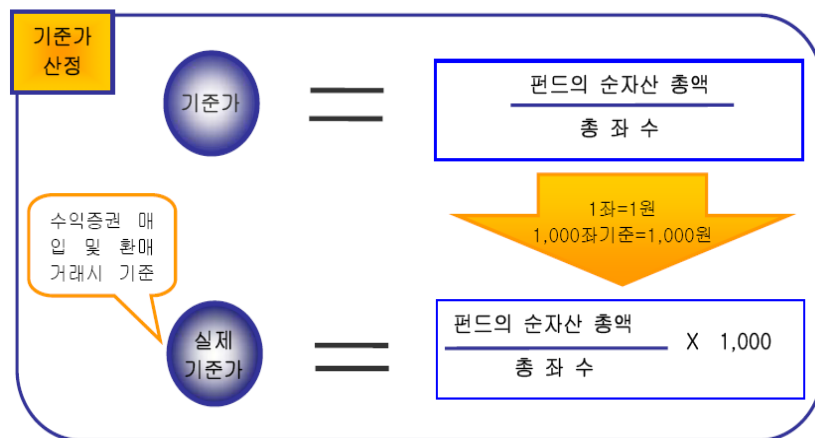 기준가
산정
기준가
펀드의 순자산 총액
총 좌 수
1좌=1원
1,000좌기준=1,000원
수익증권 매
입 및 환매
거래시 기준
실제
기준가
펀드의 순자산 총액
총 좌 수
X 1,000